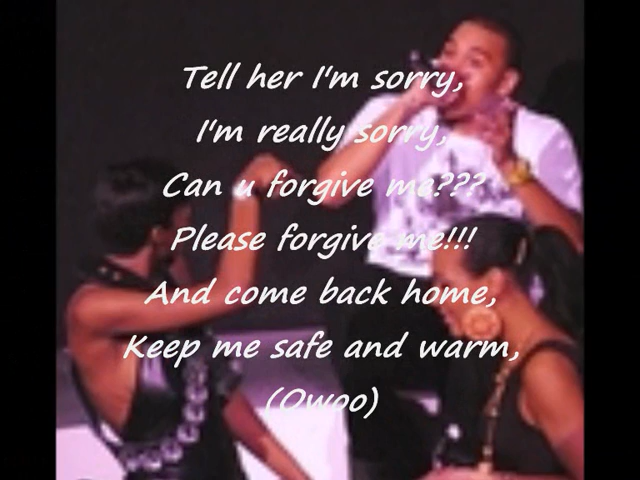 Tell her I'm sorry,
I'm really sorry,
Can u forgive me???
Please forgive me!!!
And come back home,
Keep me safe and warm,
(Owoo)